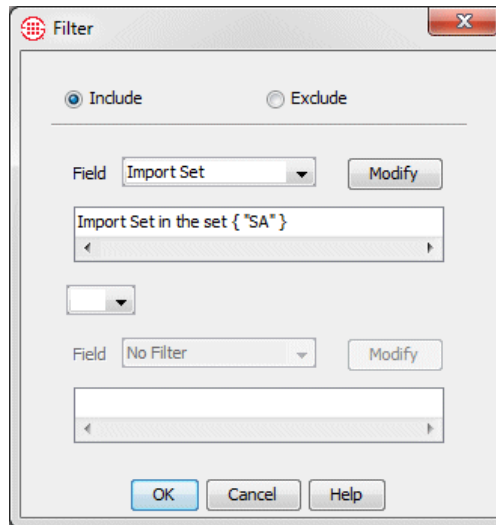 Filter
Include Exclude
Field Import Set Modify
Import Set in the set { "SA" }
Field No Filter Modify
OK Cancel Help